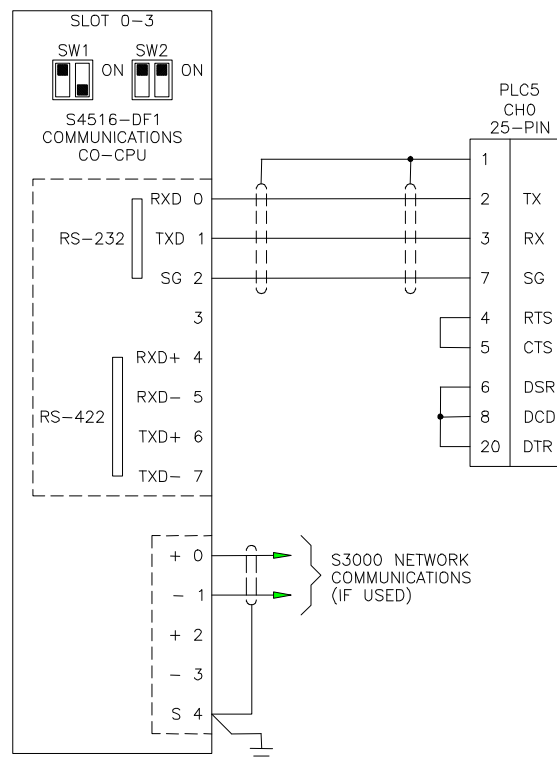 SLOT 0-3
SW1 SW2
ON ON
S4516-DF1
COMMUNICATIONS
CO-CPU
RS-232
RXD 0
TXD 1
SG 2
3
RS-422
RXD+ 4
RXD- 5
TXD+ 6
TXD- 7
+ 0
- 1
+ 2
- 3
S 4
S3000 NETWORK
COMMUNICATIONS
(IF USED)
PLC5
CH0
25-PIN
1
2 TX
3 RX
7 SG
4 RTS
5 CTS
6 DSR
8 DCD
20 DTR